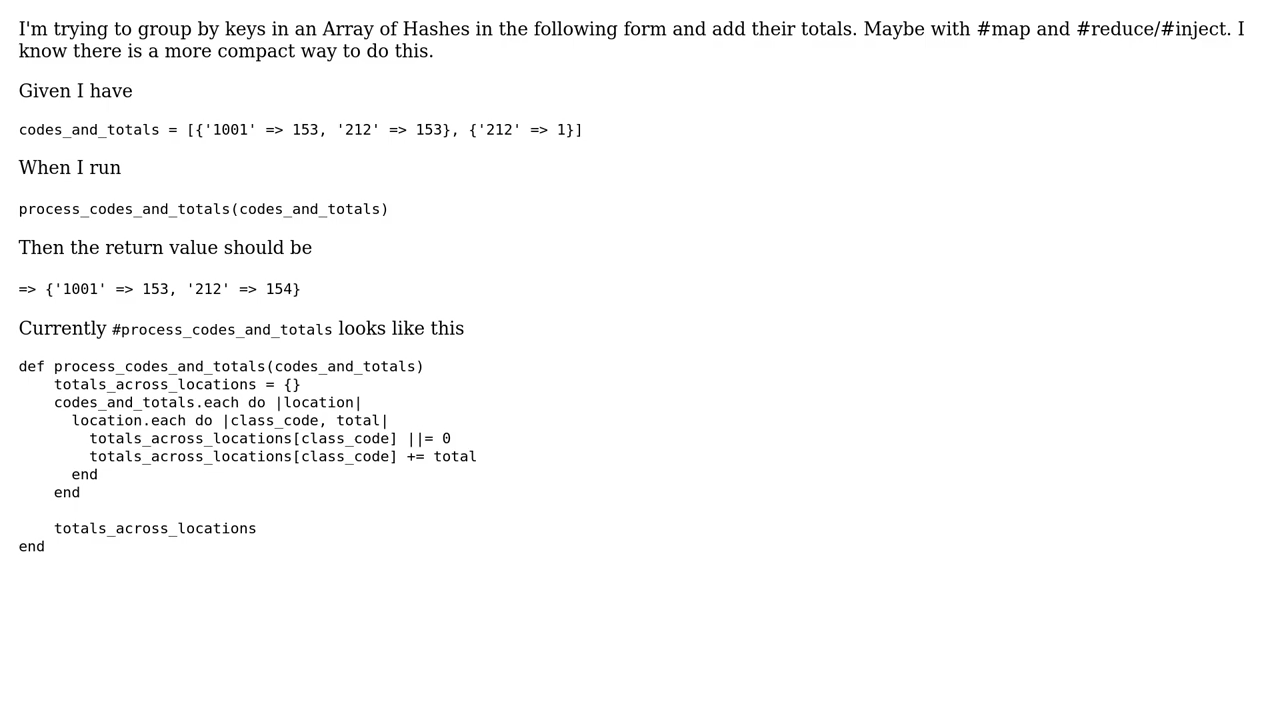 I'm trying to group by keys in an Array of Hashes in the following form and add their totals. Maybe with #map and #reduce/#inject. I
know there is a more compact way to do this.
Given I have
codes_and_totals = [{'1001' => 153, '212' => 153}, {'212' => 1}]
When I run
process_codes_and_totals(codes_and_totals)
Then the return value should be
=> {'1001' => 153, '212' => 154}
Currently #process_codes_and_totals looks like this
def process_codes_and_totals(codes_and_totals)
    totals_across_locations = {}
    codes_and_totals.each do |location|
      location.each do |class_code, total|
        totals_across_locations[class_code] ||= 0
        totals_across_locations[class_code] += total
      end
    end
    totals_across_locations
end